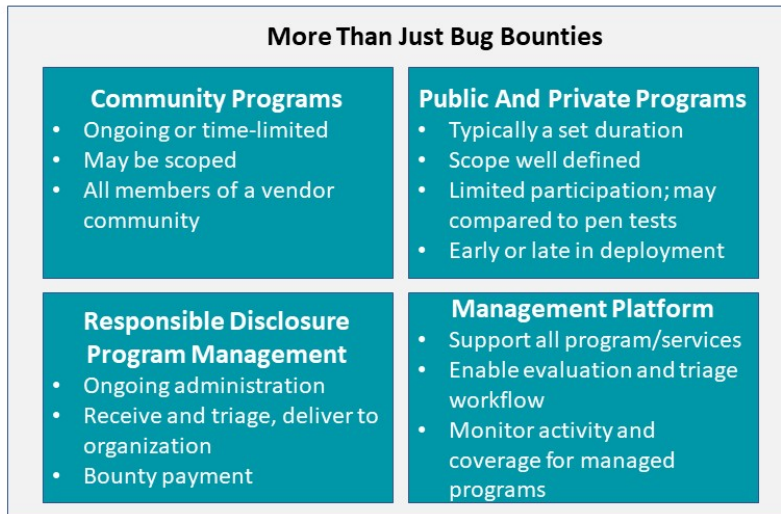 More Than Just Bug Bounties
Community Programs
• Ongoing or time-limited
• May be scoped
• All members of a vendor
community
Public And Private Programs
• Typically a set duration
• Scope well defined
• Limited participation; may
compared to pen tests
• Early or late in deployment
Responsible Disclosure
Program Management
• Ongoing administration
• Receive and triage, deliver to
organization
• Bounty payment
Management Platform
• Support all program/services
• Enable evaluation and triage
workflow
• Monitor activity and
coverage for managed
programs